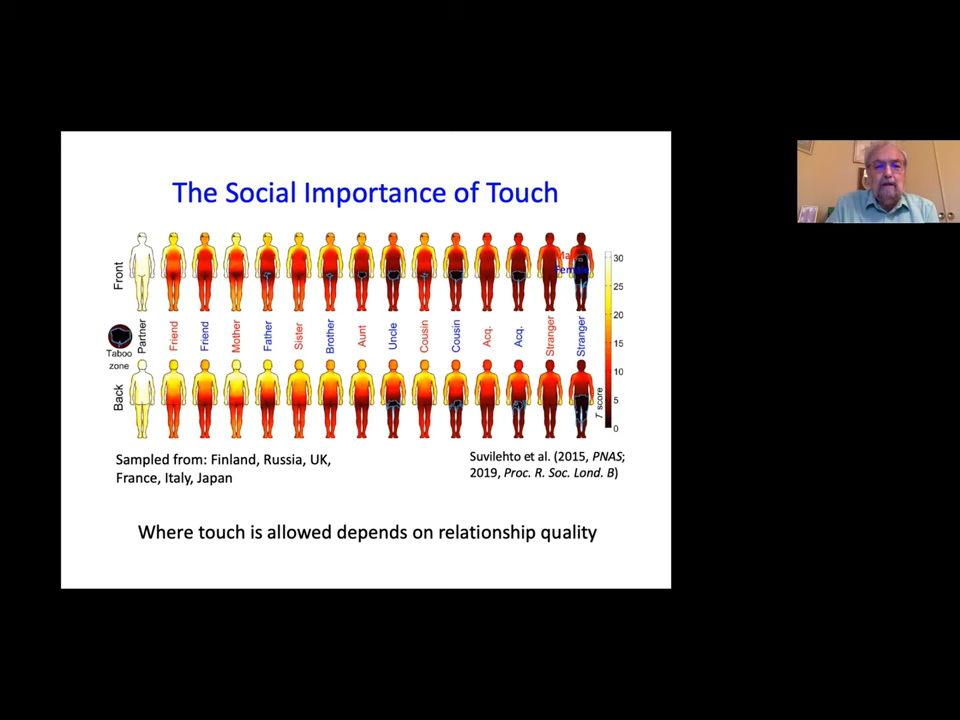 The Social Importance of Touch
Front
30
25
20
15
10
5
0
T score
Taboo
zone
Partner
Friend
Friend
Mother
Father
Sister
Brother
Aunt
Uncle
Cousin
Cousin
Acq.
Acq.
Stranger
Stranger
Back
Sampled from: Finland, Russia, UK,
France, Italy, Japan
Suvilehto et al. (2015, PNAS;
2019, Proc. R. Soc. Lond. B)
Where touch is allowed depends on relationship quality